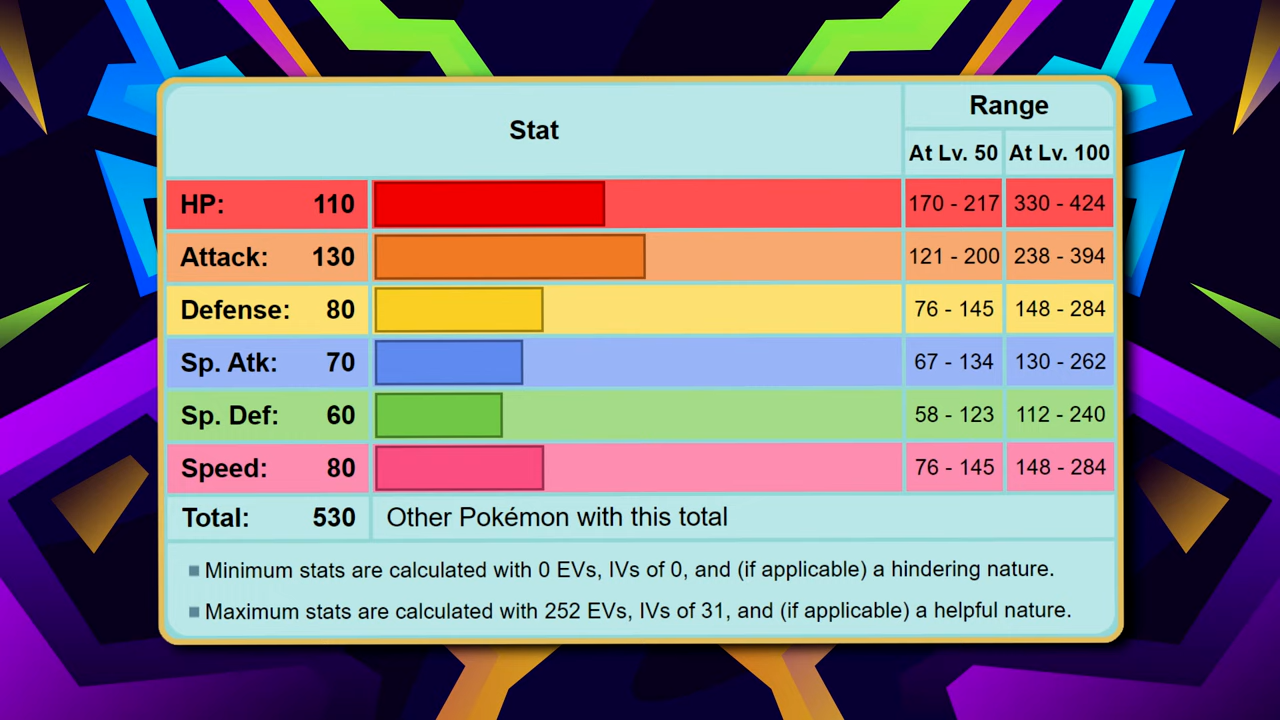 Stat
Range
At Lv. 50 At Lv. 100
HP: 110 170 - 217 330 - 424
Attack: 130 121 - 200 238 - 394
Defense: 80 76 - 145 148 - 284
Sp. Atk: 70 67 - 134 130 - 262
Sp. Def: 60 58 - 123 112 - 240
Speed: 80 76 - 145 148 - 284
Total: 530 Other Pokémon with this total
Minimum stats are calculated with 0 EVs, IVs of 0, and (if applicable) a hindering nature.
Maximum stats are calculated with 252 EVs, IVs of 31, and (if applicable) a helpful nature.